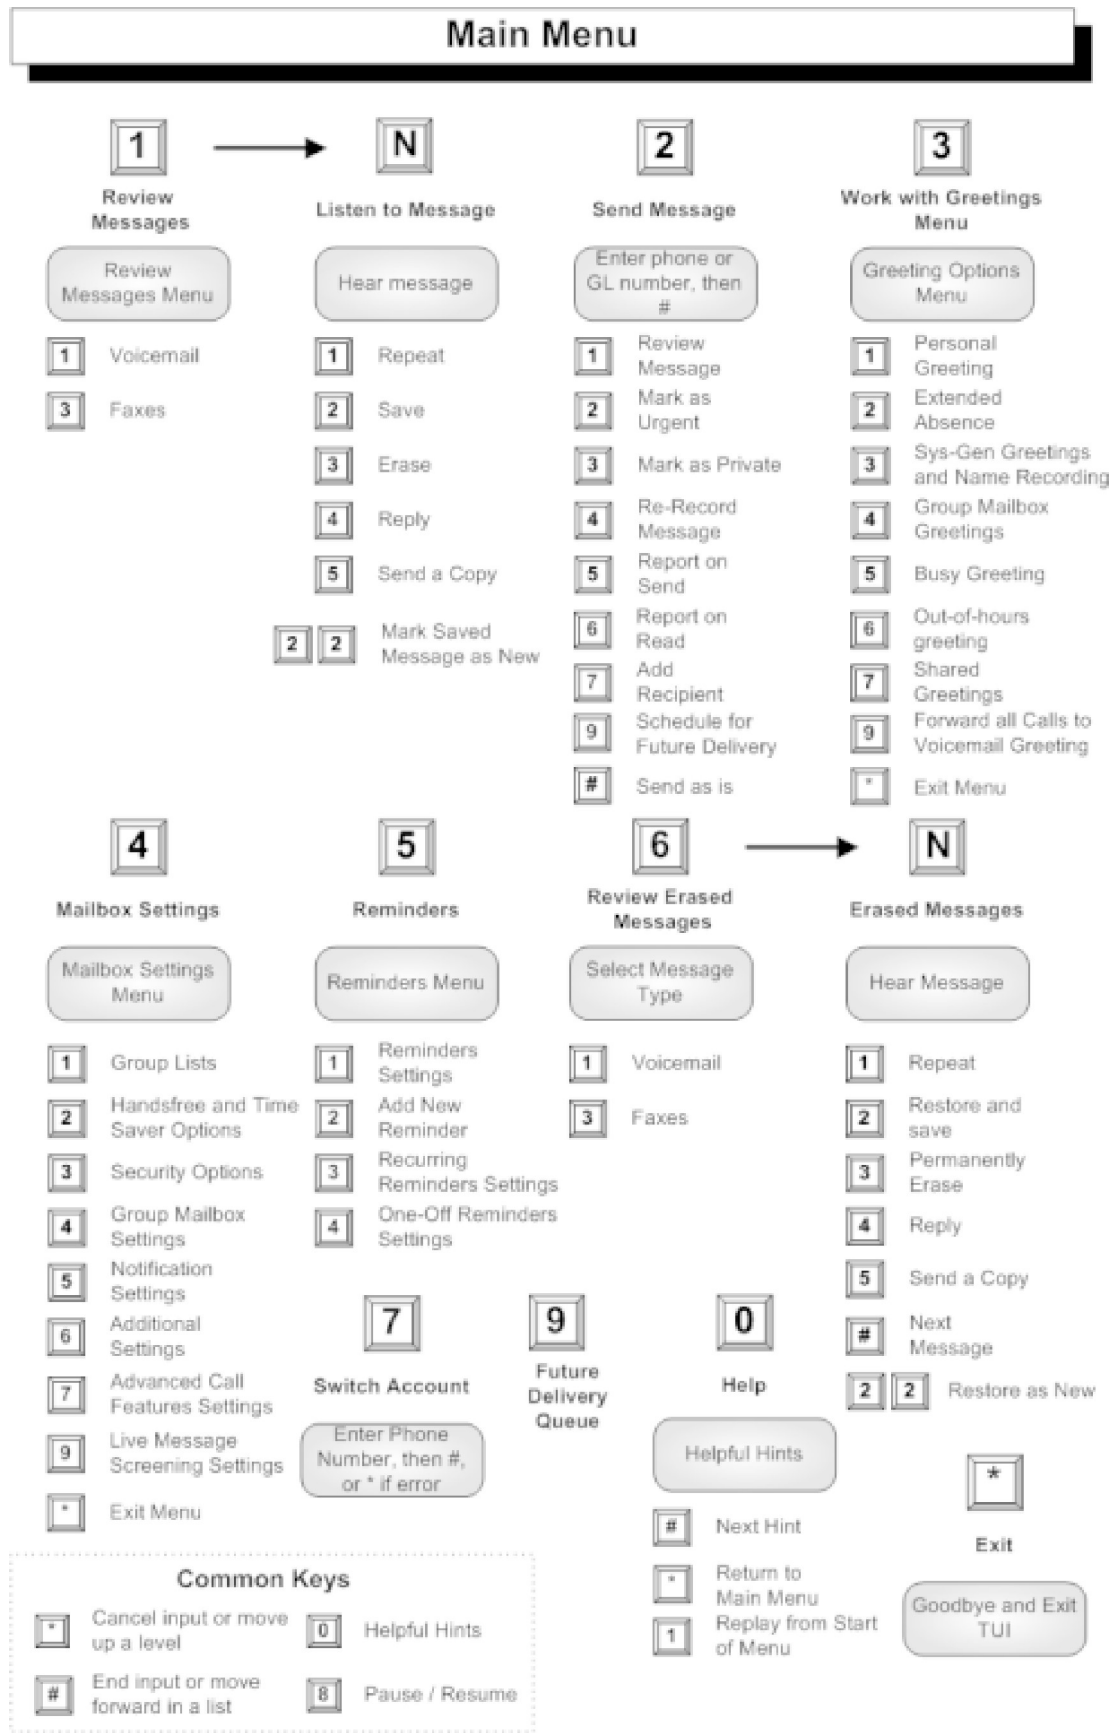 Main Menu
1
Review
Messages
Review
Messages Menu
1 Voicemail
3 Faxes
N
Listen to Message
Hear message
1 Repeat
2 Save
3 Erase
4 Reply
5 Send a Copy
2 2 Mark Saved
Message as New
2
Send Message
Enter phone or
GL number, then
#
1 Review
Message
2 Mark as
Urgent
3 Mark as Private
4 Re-Record
Message
5 Report on
Send
6 Report on
Read
7 Add
Recipient
9 Schedule for
Future Delivery
# Send as is
3
Work with Greetings
Menu
Greeting Options
Menu
1 Personal
Greeting
2 Extended
Absence
3 Sys-Gen Greetings
and Name Recording
4 Group Mailbox
Greetings
5 Busy Greeting
6 Out-of-hours
greeting
7 Shared
Greetings
9 Forward all Calls to
Voicemail Greeting
* Exit Menu
4
Mailbox Settings
Mailbox Settings
Menu
1 Group Lists
2 Handsfree and Time
Saver Options
3 Security Options
4 Group Mailbox
Settings
5 Notification
Settings
6 Additional
Settings
7 Advanced Call
Features Settings
9 Live Message
Screening Settings
* Exit Menu
5
Reminders
Reminders Menu
1 Reminders
Settings
2 Add New
Reminder
3 Recurring
Reminders Settings
4 One-Off Reminders
Settings
6
Review Erased
Messages
Select Message
Type
1 Voicemail
3 Faxes
N
Erased Messages
Hear Message
1 Repeat
2 Restore and
save
3 Permanently
Erase
4 Reply
5 Send a Copy
# Next
Message
2 2 Restore as New
7
Switch Account
Enter Phone
Number, then #,
or * if error
9
Future
Delivery
Queue
0
Help
Helpful Hints
# Next Hint
* Return to
Main Menu
1 Replay from Start
of Menu
*
Exit
Goodbye and Exit
TUI
Common Keys
* Cancel input or move
up a level
0 Helpful Hints
# End input or move
forward in a list
8 Pause / Resume